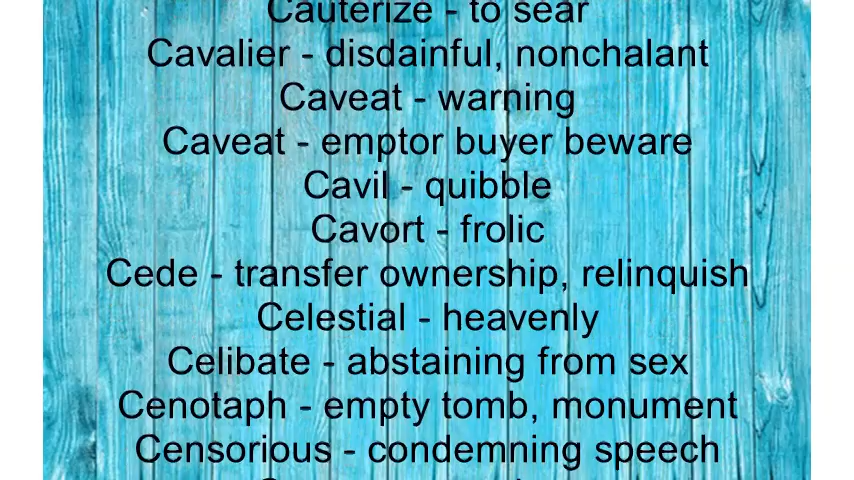 Cauterize - to sear
Cavalier - disdainful, nonchalant
Caveat - warning
Caveat - emptor buyer beware
Cavil - quibble
Cavort - frolic
Cede - transfer ownership, relinquish
Celestial - heavenly
Celibate - abstaining from sex
Cenotaph - empty tomb, monument
Censorious - condemning speech